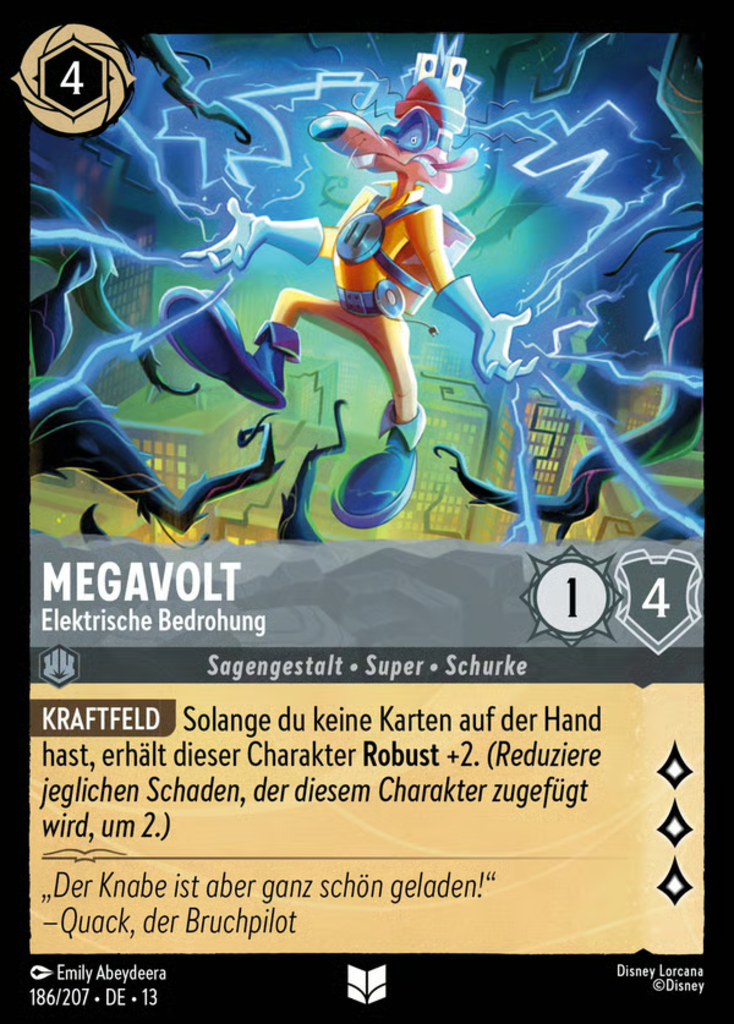 4
MEGAVOLT
Elektrische Bedrohung
1
4
Sagengestalt • Super • Schurke
KRAFTFELD Solange du keine Karten auf der Hand
hast, erhält dieser Charakter Robust +2. (Reduziere
jeglichen Schaden, der diesem Charakter zugefügt
wird, um 2.)
„Der Knabe ist aber ganz schön geladen!“
–Quack, der Bruchpilot
Emily Abeydeera
186/207 • DE • 13
Disney Lorcana
©Disney